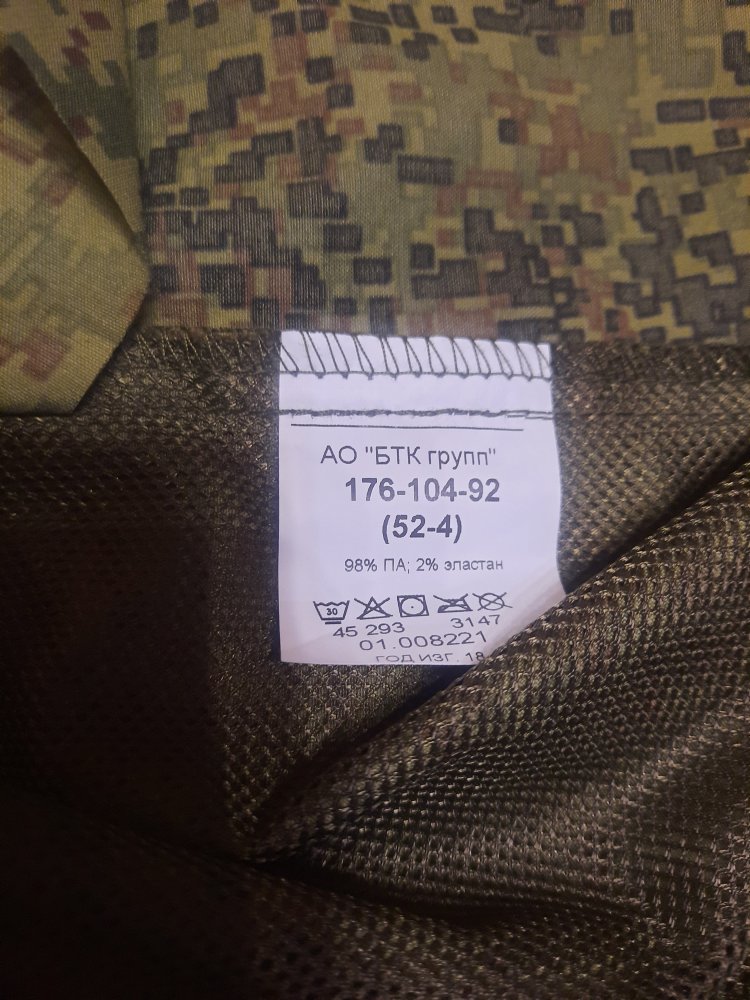 АО "БТК групп"
176-104-92
(52-4)
98% ПА; 2% эластан
30
45 293 3147
01.008221
ГОД ИЗГ. 18